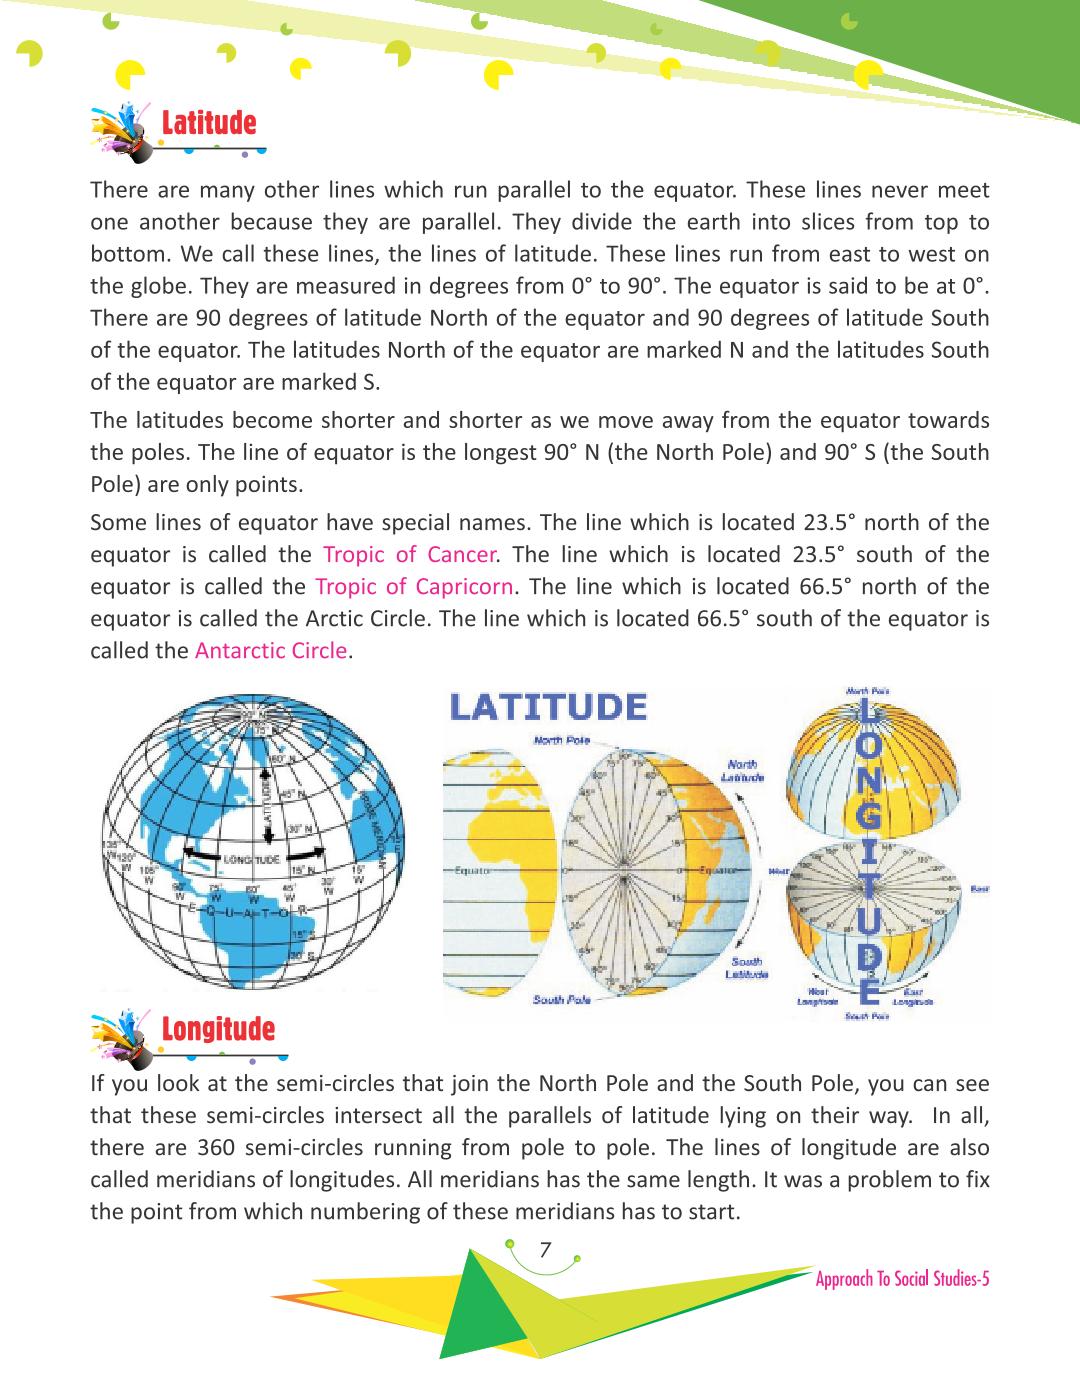 Latitude
There are many other lines which run parallel to the equator. These lines never meet
one another because they are parallel. They divide the earth into slices from top to
bottom. We call these lines, the lines of latitude. These lines run from east to west on
the globe. They are measured in degrees from 0° to 90°. The equator is said to be at 0°.
There are 90 degrees of latitude North of the equator and 90 degrees of latitude South
of the equator. The latitudes North of the equator are marked N and the latitudes South
of the equator are marked S.
The latitudes become shorter and shorter as we move away from the equator towards
the poles. The line of equator is the longest 90° N (the North Pole) and 90° S (the South
Pole) are only points.
Some lines of equator have special names. The line which is located 23.5° north of the
equator is called the Tropic of Cancer. The line which is located 23.5° south of the
equator is called the Tropic of Capricorn. The line which is located 66.5° north of the
equator is called the Arctic Circle. The line which is located 66.5° south of the equator is
called the Antarctic Circle.
90° N
75° N
60° N
45° N
30° N
15° N
LATITUDE
LONGITUDE
PRIME MERIDIAN
135° W
120° W
105° W
90° W
75° W
60° W
45° W
30° W
15° W
E-Q-U-A-T-O-R
15° S
30° S
LATITUDE
North Pole
North
Latitude
Equator
Equator
South
Latitude
South Pole
North Pole
LONGITUDE
West
East
West
Longitude
East
Longitude
South Pole
Longitude
If you look at the semi-circles that join the North Pole and the South Pole, you can see
that these semi-circles intersect all the parallels of latitude lying on their way. In all,
there are 360 semi-circles running from pole to pole. The lines of longitude are also
called meridians of longitudes. All meridians has the same length. It was a problem to fix
the point from which numbering of these meridians has to start.
7
Approach To Social Studies-5